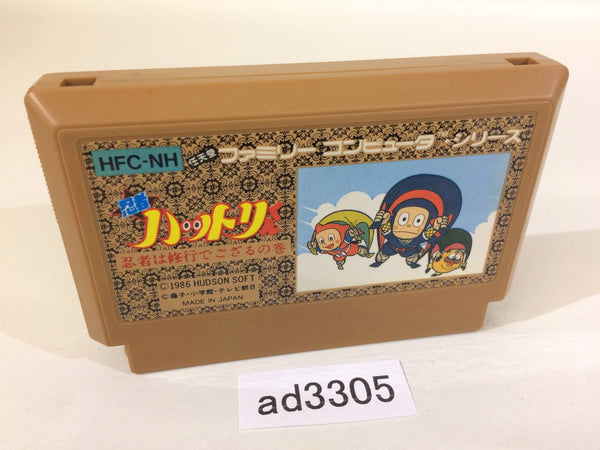 HFC-NH
任天堂 ファミリーコンピュータ シリーズ
忍者
ハットリくん
忍者は修行でござるの巻
©1986 HUDSON SOFT
©藤子・小学館・テレビ朝日
MADE IN JAPAN
ad3305